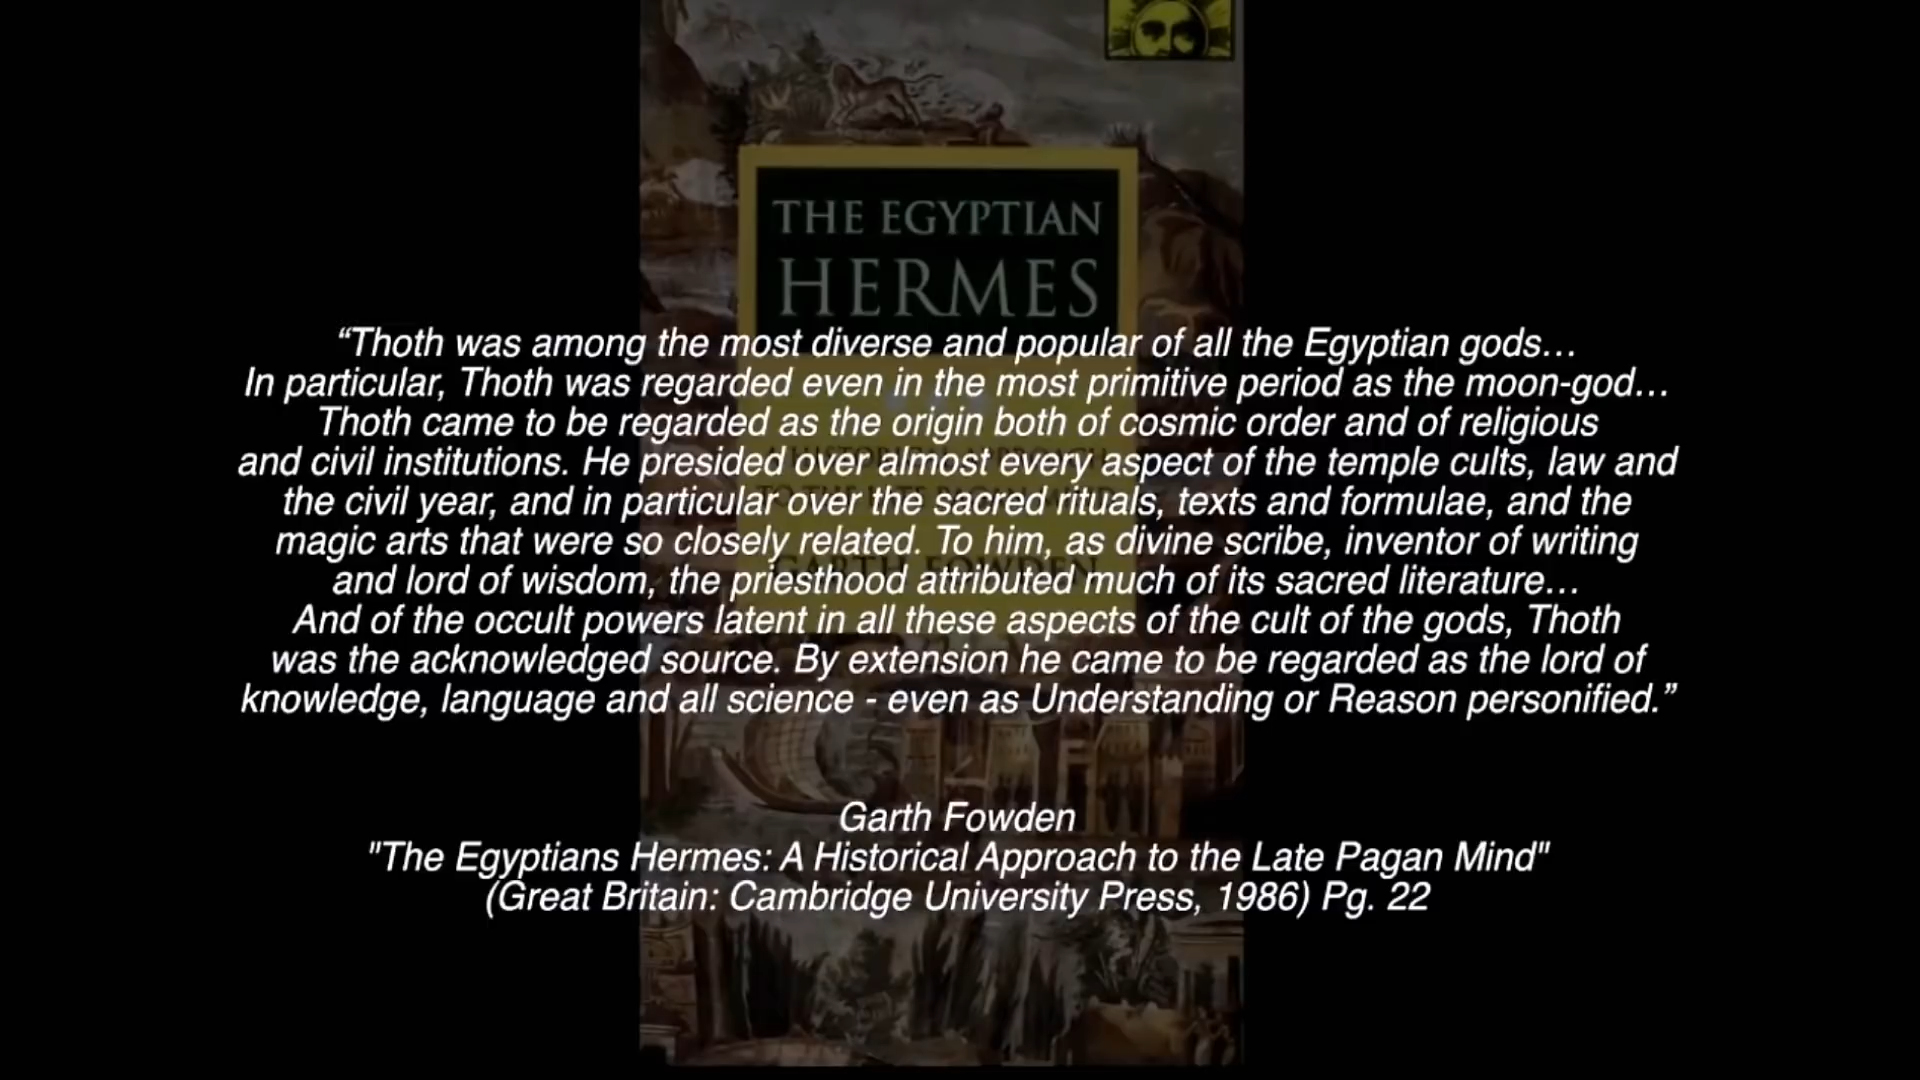 THE EGYPTIAN
HERMES
“Thoth was among the most diverse and popular of all the Egyptian gods…
In particular, Thoth was regarded even in the most primitive period as the moon-god…
Thoth came to be regarded as the origin both of cosmic order and of religious
and civil institutions. He presided over almost every aspect of the temple cults, law and
the civil year, and in particular over the sacred rituals, texts and formulae, and the
magic arts that were so closely related. To him, as divine scribe, inventor of writing
and lord of wisdom, the priesthood attributed much of its sacred literature…
And of the occult powers latent in all these aspects of the cult of the gods, Thoth
was the acknowledged source. By extension he came to be regarded as the lord of
knowledge, language and all science - even as Understanding or Reason personified.”
Garth Fowden
"The Egyptians Hermes: A Historical Approach to the Late Pagan Mind"
(Great Britain: Cambridge University Press, 1986) Pg. 22